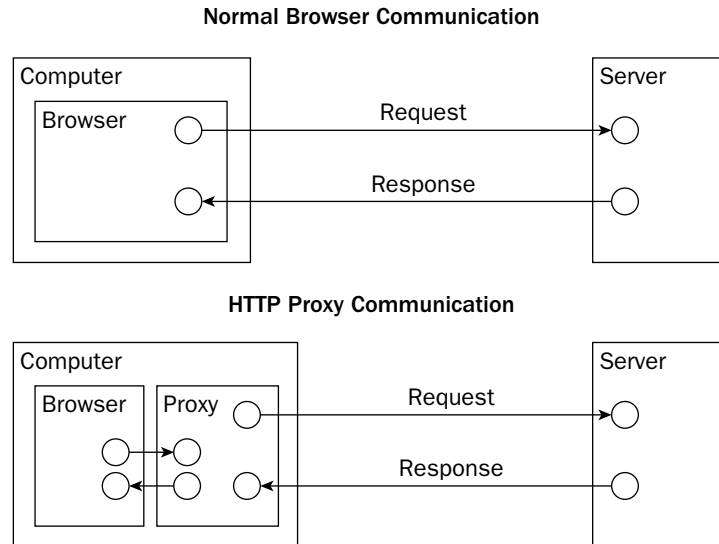 Normal Browser Communication
Computer
Server
Browser
Request
Response
HTTP Proxy Communication
Computer
Server
Browser
Proxy
Request
Response